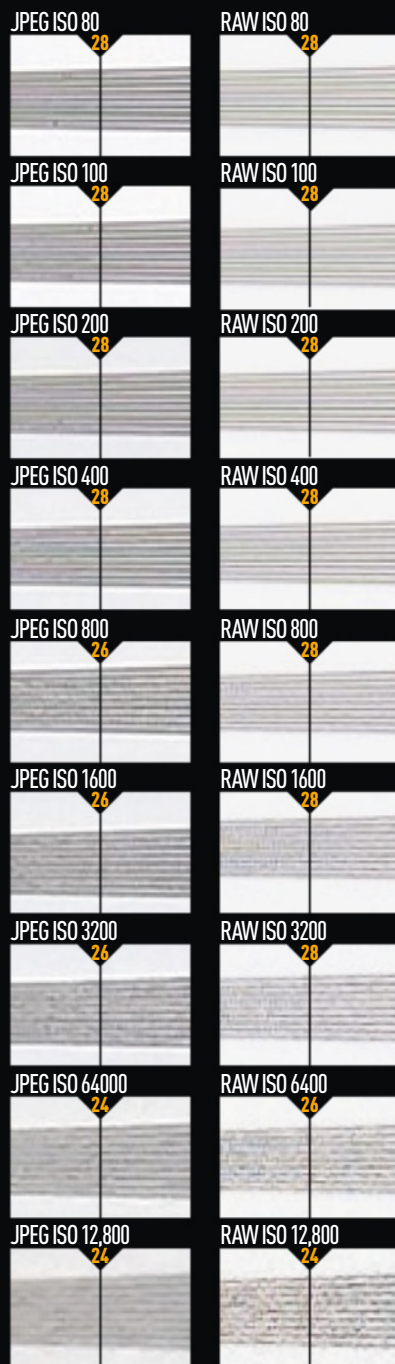 JPEG ISO 80
28
RAW ISO 80
28
JPEG ISO 100
28
RAW ISO 100
28
JPEG ISO 200
28
RAW ISO 200
28
JPEG ISO 400
28
RAW ISO 400
28
JPEG ISO 800
26
RAW ISO 800
28
JPEG ISO 1600
26
RAW ISO 1600
28
JPEG ISO 3200
26
RAW ISO 3200
28
JPEG ISO 64000
24
RAW ISO 6400
26
JPEG ISO 12,800
24
RAW ISO 12,800
24